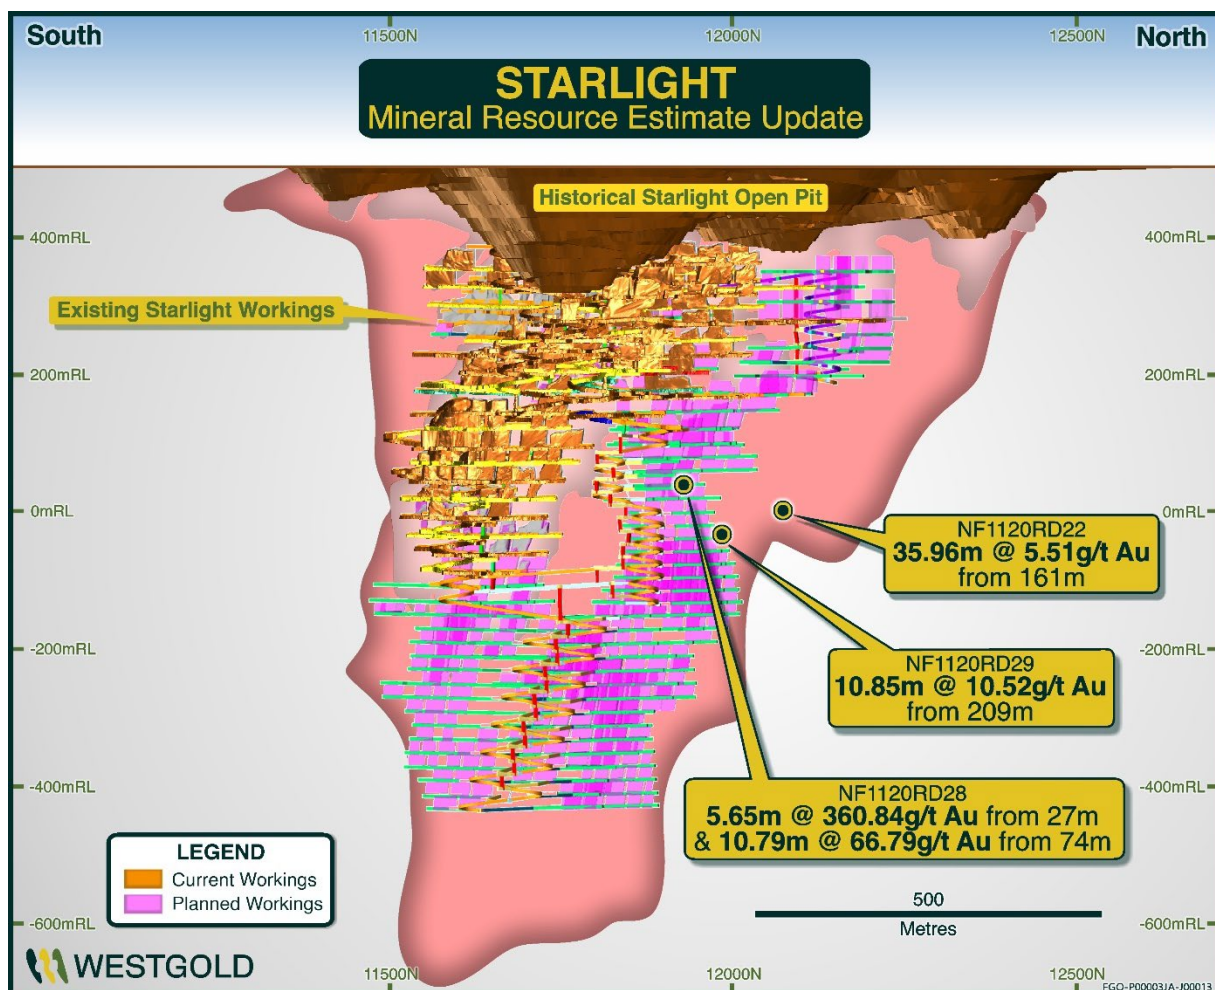 South
11500N
12000N
12500N
North
STARLIGHT
Mineral Resource Estimate Update
Historical Starlight Open Pit
400mRL
400mRL
Existing Starlight Workings
200mRL
200mRL
0mRL
0mRL
NF1120RD22
35.96m @ 5.51g/t Au
from 161m
-200mRL
-200mRL
NF1120RD29
10.85m @ 10.52g/t Au
from 209m
-400mRL
-400mRL
NF1120RD28
5.65m @ 360.84g/t Au from 27m
& 10.79m @ 66.79g/t Au from 74m
LEGEND
Current Workings
Planned Workings
500
Metres
-600mRL
-600mRL
WESTGOLD
11500N
12000N
12500N
FGO-P00003JA-J00013